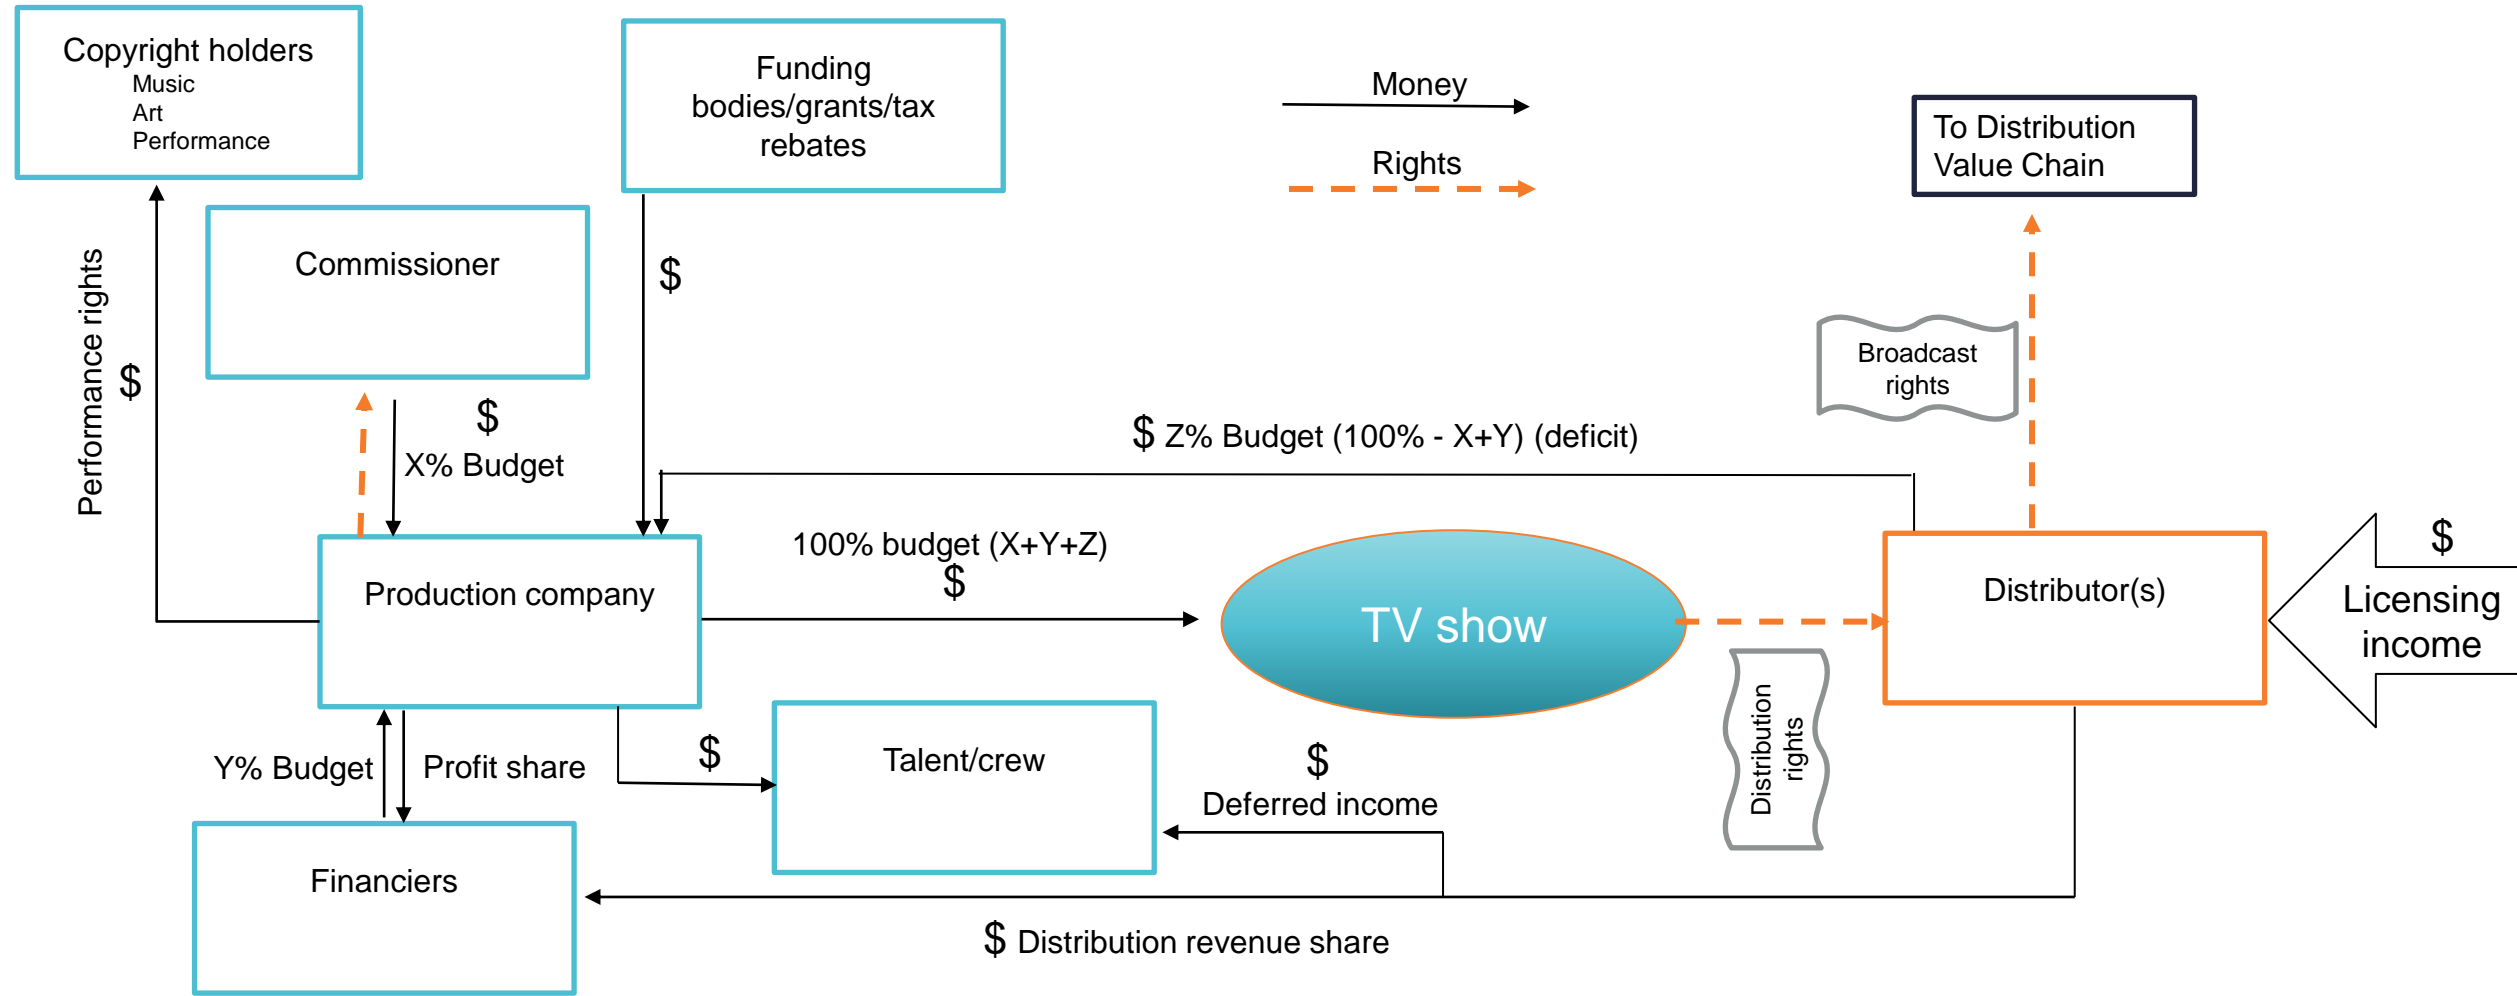 Copyright holders
Music
Art
Performance
Funding
bodies/grants/tax
rebates
Money
Rights
To Distribution
Value Chain
Commissioner
Performance rights
$
$
$
X% Budget
Broadcast
rights
$ Z% Budget (100% - X+Y) (deficit)
100% budget (X+Y+Z)
$
Production company
TV show
Distributor(s)
$
Licensing
income
Distribution
rights
Y% Budget
Profit share
$
Talent/crew
$
Deferred income
Financiers
$ Distribution revenue share